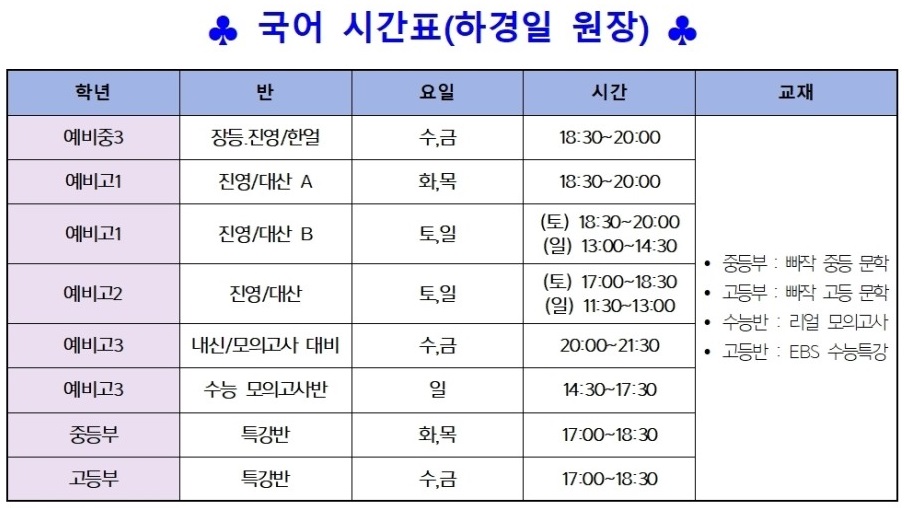 ♣ 국어 시간표(하경일 원장) ♣
학년 반 요일 시간 교재
예비중3 장등.진영/한얼 수,금 18:30~20:00
예비고1 진영/대산 A 화,목 18:30~20:00
예비고1 진영/대산 B 토,일 (토) 18:30~20:00
(일) 13:00~14:30
예비고2 진영/대산 토,일 (토) 17:00~18:30
(일) 11:30~13:00
예비고3 내신/모의고사 대비 수,금 20:00~21:30
예비고3 수능 모의고사반 일 14:30~17:30
중등부 특강반 화,목 17:00~18:30
고등부 특강반 수,금 17:00~18:30
• 중등부 : 빠작 중등 문학
• 고등부 : 빠작 고등 문학
• 수능반 : 리얼 모의고사
• 고등반 : EBS 수능특강